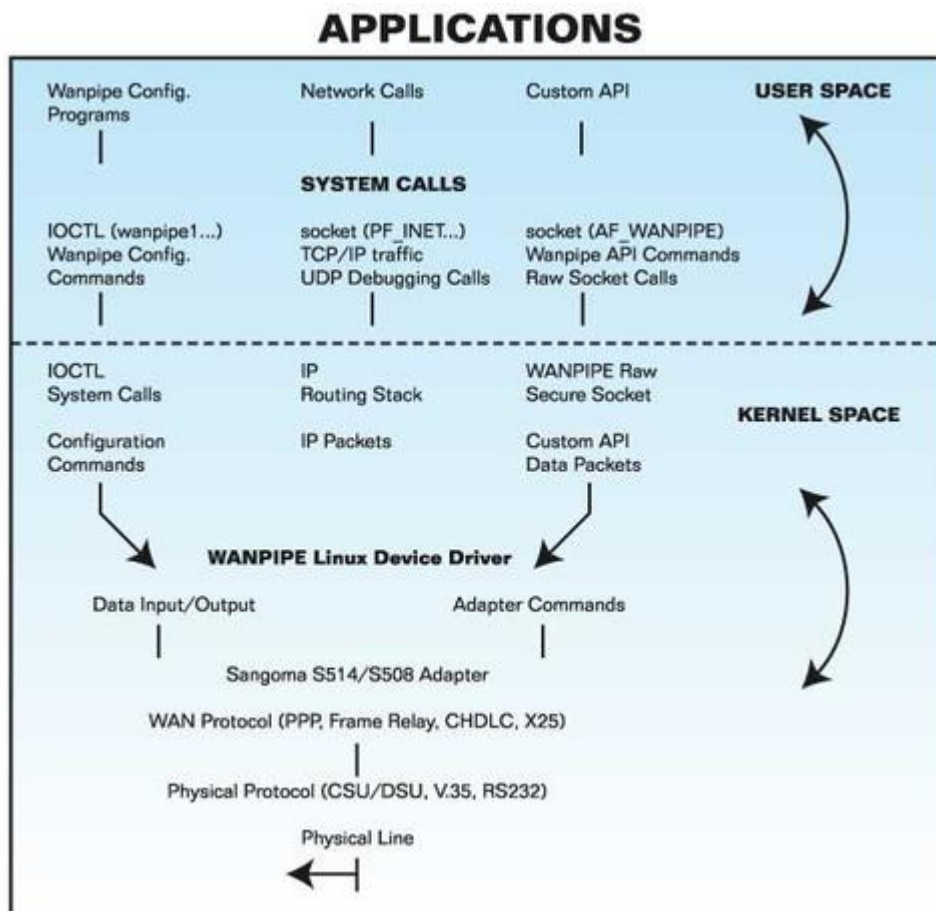 APPLICATIONS
Wanpipe Config.
Programs
Network Calls
Custom API
USER SPACE
SYSTEM CALLS
IOCTL (wanpipe1...)
Wanpipe Config.
Commands
socket (PF_INET...)
TCP/IP traffic
UDP Debugging Calls
socket (AF_WANPIPE)
Wanpipe API Commands
Raw Socket Calls
IOCTL
System Calls
IP
Routing Stack
WANPIPE Raw
Secure Socket
KERNEL SPACE
Configuration
Commands
IP Packets
Custom API
Data Packets
WANPIPE Linux Device Driver
Data Input/Output
Adapter Commands
Sangoma S514/S508 Adapter
WAN Protocol (PPP, Frame Relay, CHDLC, X25)
Physical Protocol (CSU/DSU, V.35, RS232)
Physical Line